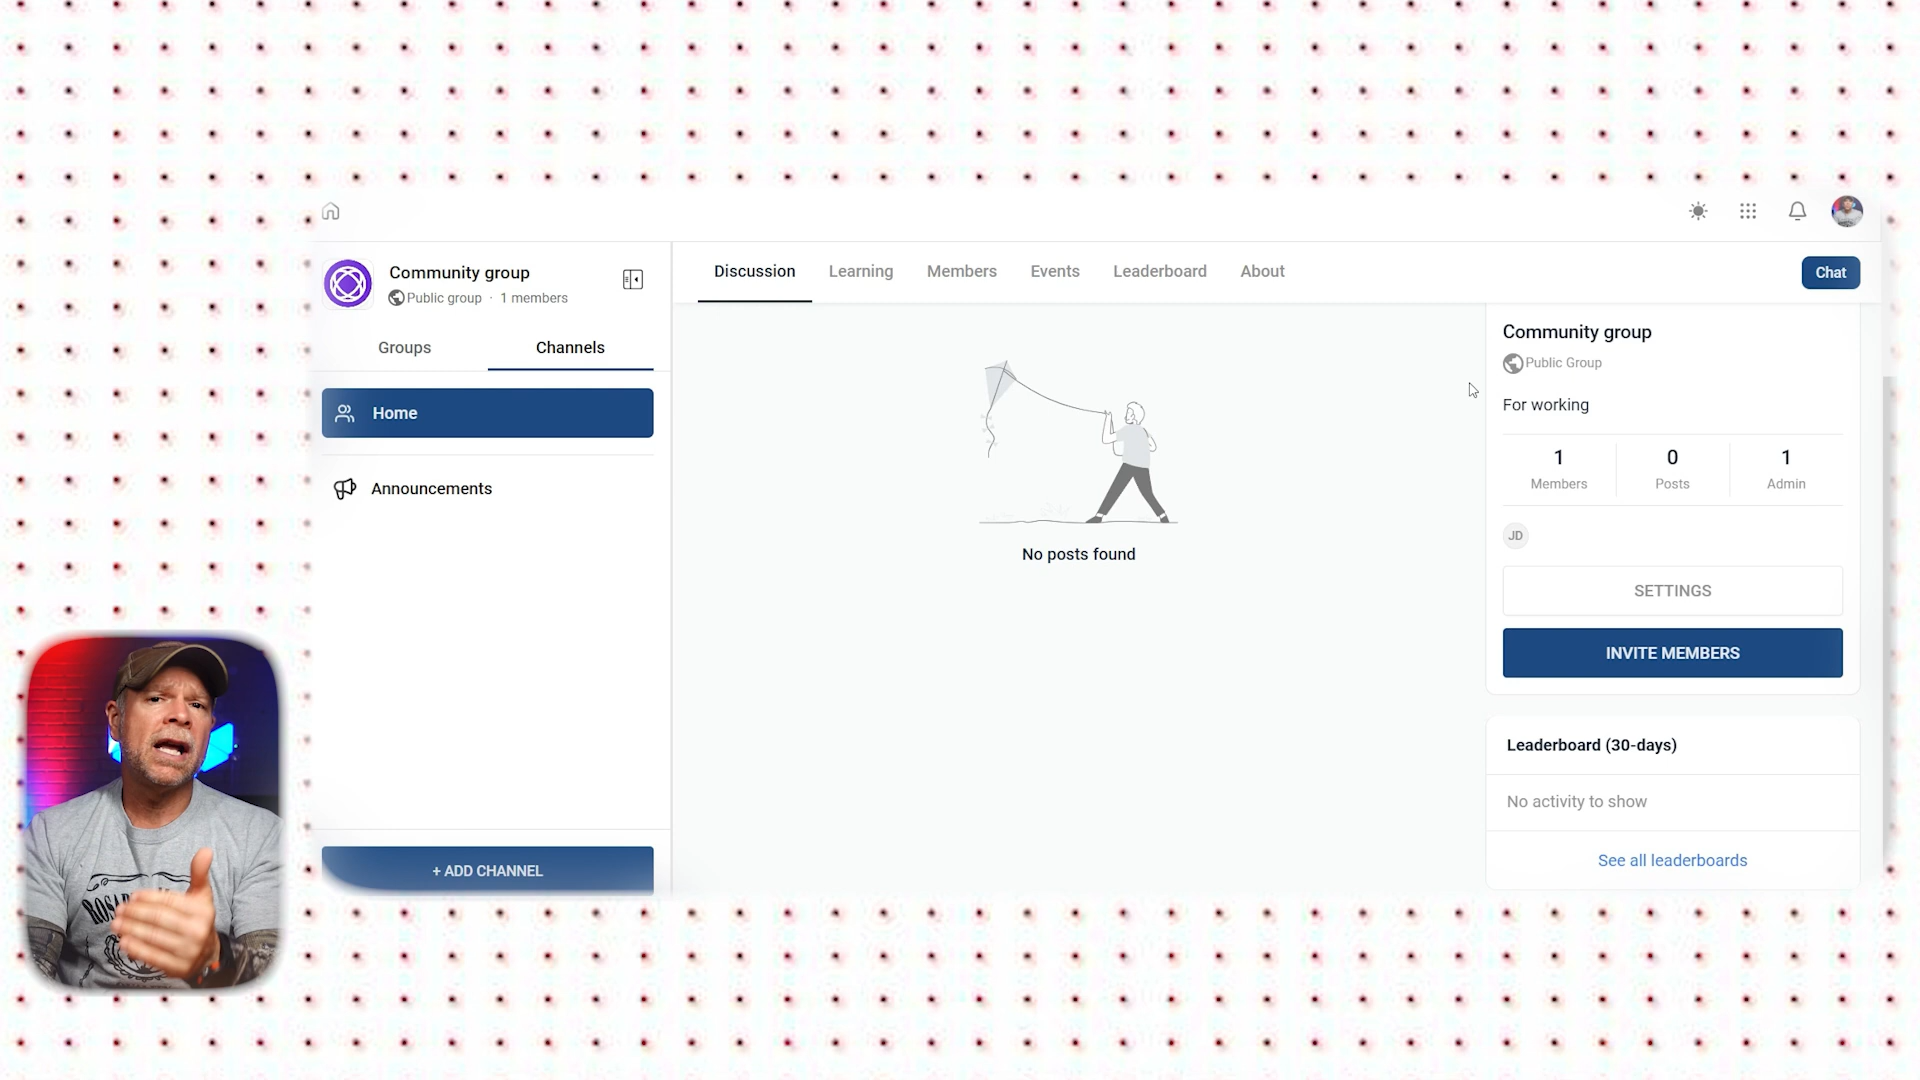 Community group
Public group · 1 members
Groups
Channels
Home
Announcements
+ ADD CHANNEL
Discussion
Learning
Members
Events
Leaderboard
About
Chat
No posts found
Community group
Public Group
For working
1
Members
0
Posts
1
Admin
JD
SETTINGS
INVITE MEMBERS
Leaderboard (30-days)
No activity to show
See all leaderboards